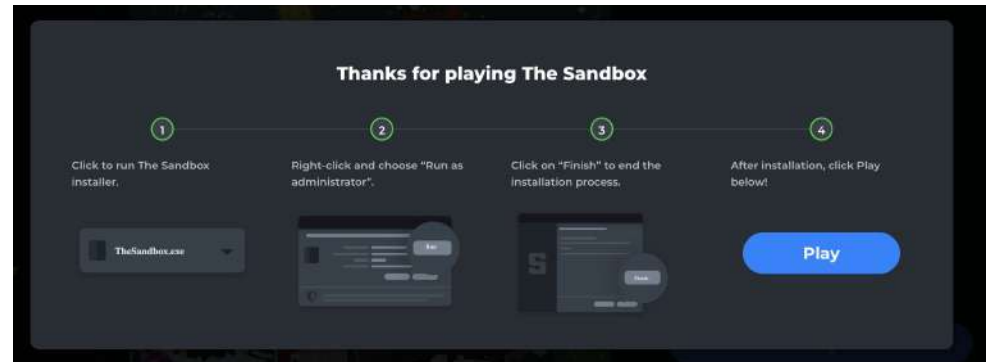 Thanks for playing The Sandbox
1
2
3
4
Click to run The Sandbox
installer.
Right-click and choose “Run as
administrator”.
Click on “Finish” to end the
installation process.
After installation, click Play
below!
TheSandbox.exe
Run
Finish
S
Play